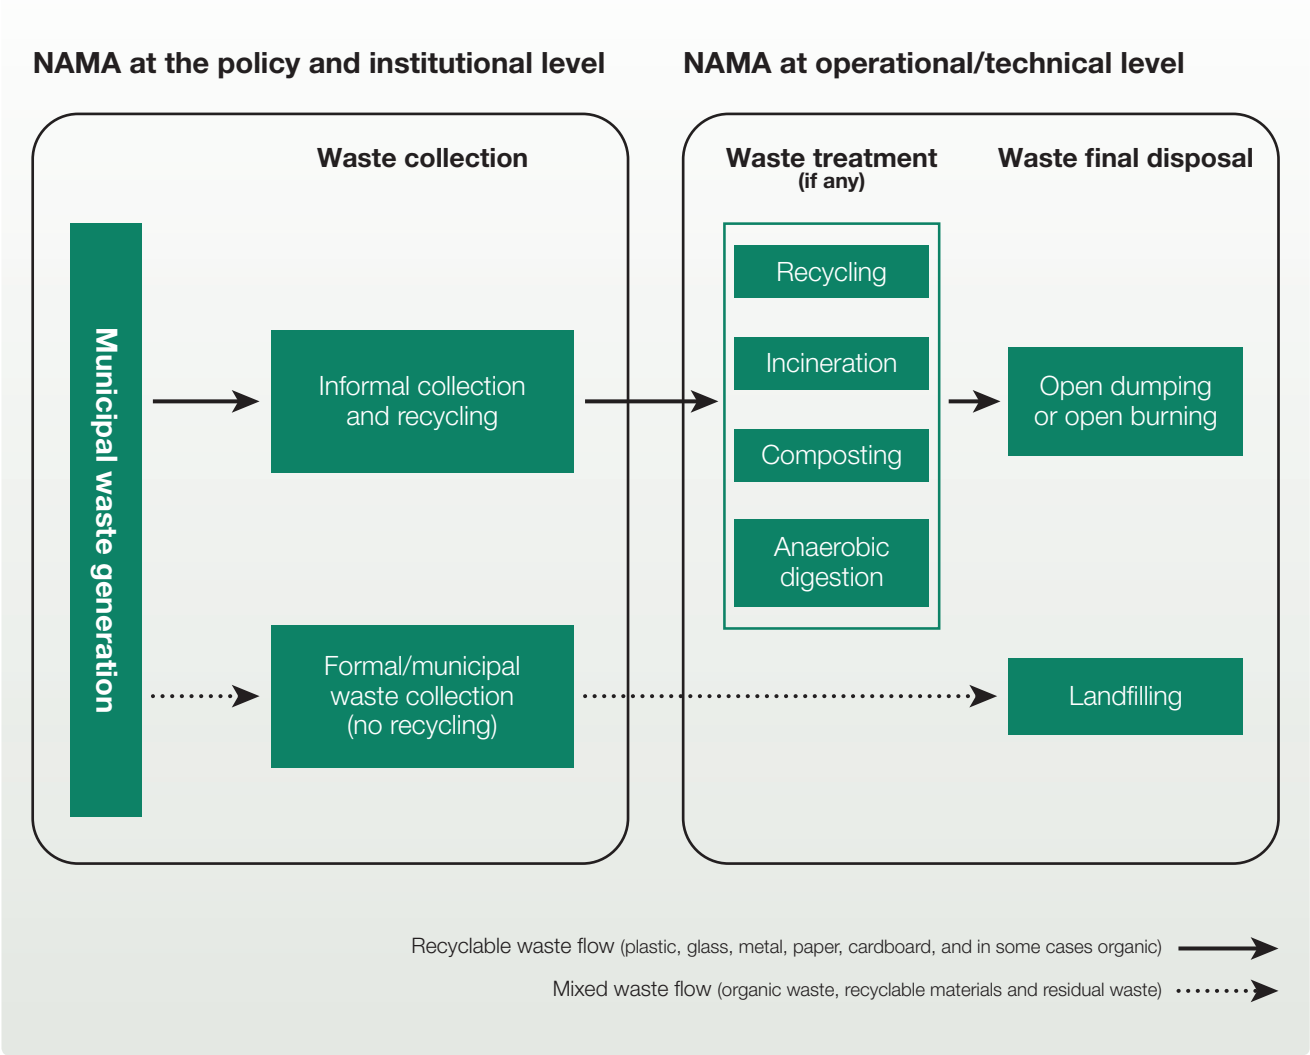 NAMA at the policy and institutional level
NAMA at operational/technical level
Waste collection
Waste treatment
(if any)
Waste final disposal
Municipal waste generation
Informal collection
and recycling
Formal/municipal
waste collection
(no recycling)
Recycling
Incineration
Composting
Anaerobic
digestion
Open dumping
or open burning
Landfilling
Recyclable waste flow (plastic, glass, metal, paper, cardboard, and in some cases organic)
Mixed waste flow (organic waste, recyclable materials and residual waste)